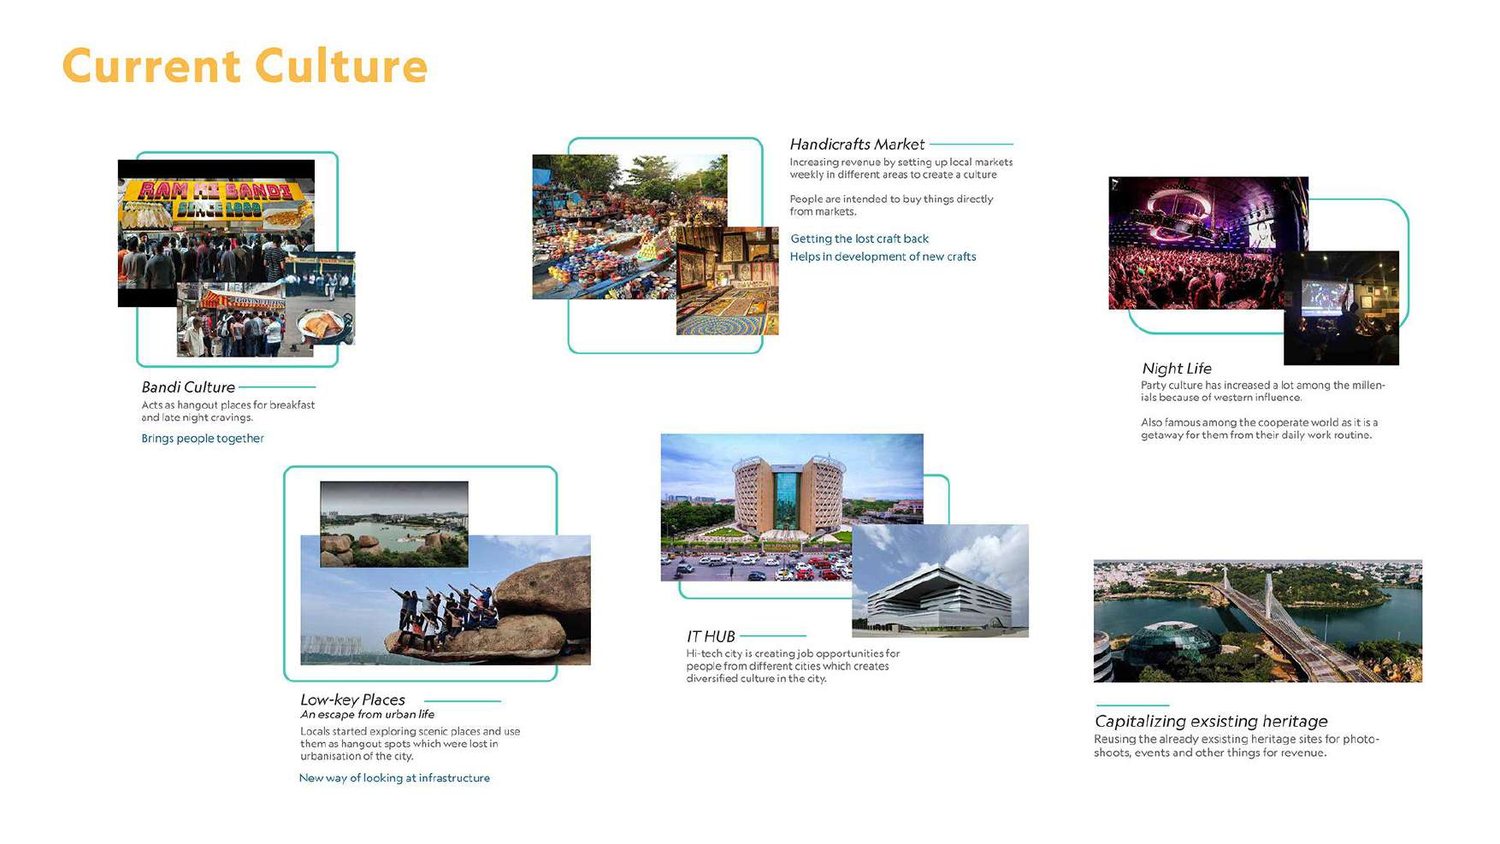 Current Culture
RAM KI BANDI
SINCE 1989
Bandi Culture
Acts as hangout places for breakfast
and late night cravings.
Brings people together
Handicrafts Market
Increasing revenue by setting up local markets
weekly in different areas to create a culture
People are intended to buy things directly
from markets.
Getting the lost craft back
Helps in development of new crafts
Night Life
Party culture has increased a lot among the millen-
ials because of western influence.
Also famous among the cooperate world as it is a
getaway for them from their daily work routine.
Low-key Places
An escape from urban life
Locals started exploring scenic places and use
them as hangout spots which were lost in
urbanisation of the city.
New way of looking at infrastructure
IT HUB
Hi-tech city is creating job opportunities for
people from different cities which creates
diversified culture in the city.
Capitalizing exsisting heritage
Reusing the already exsisting heritage sites for photo-
shoots, events and other things for revenue.